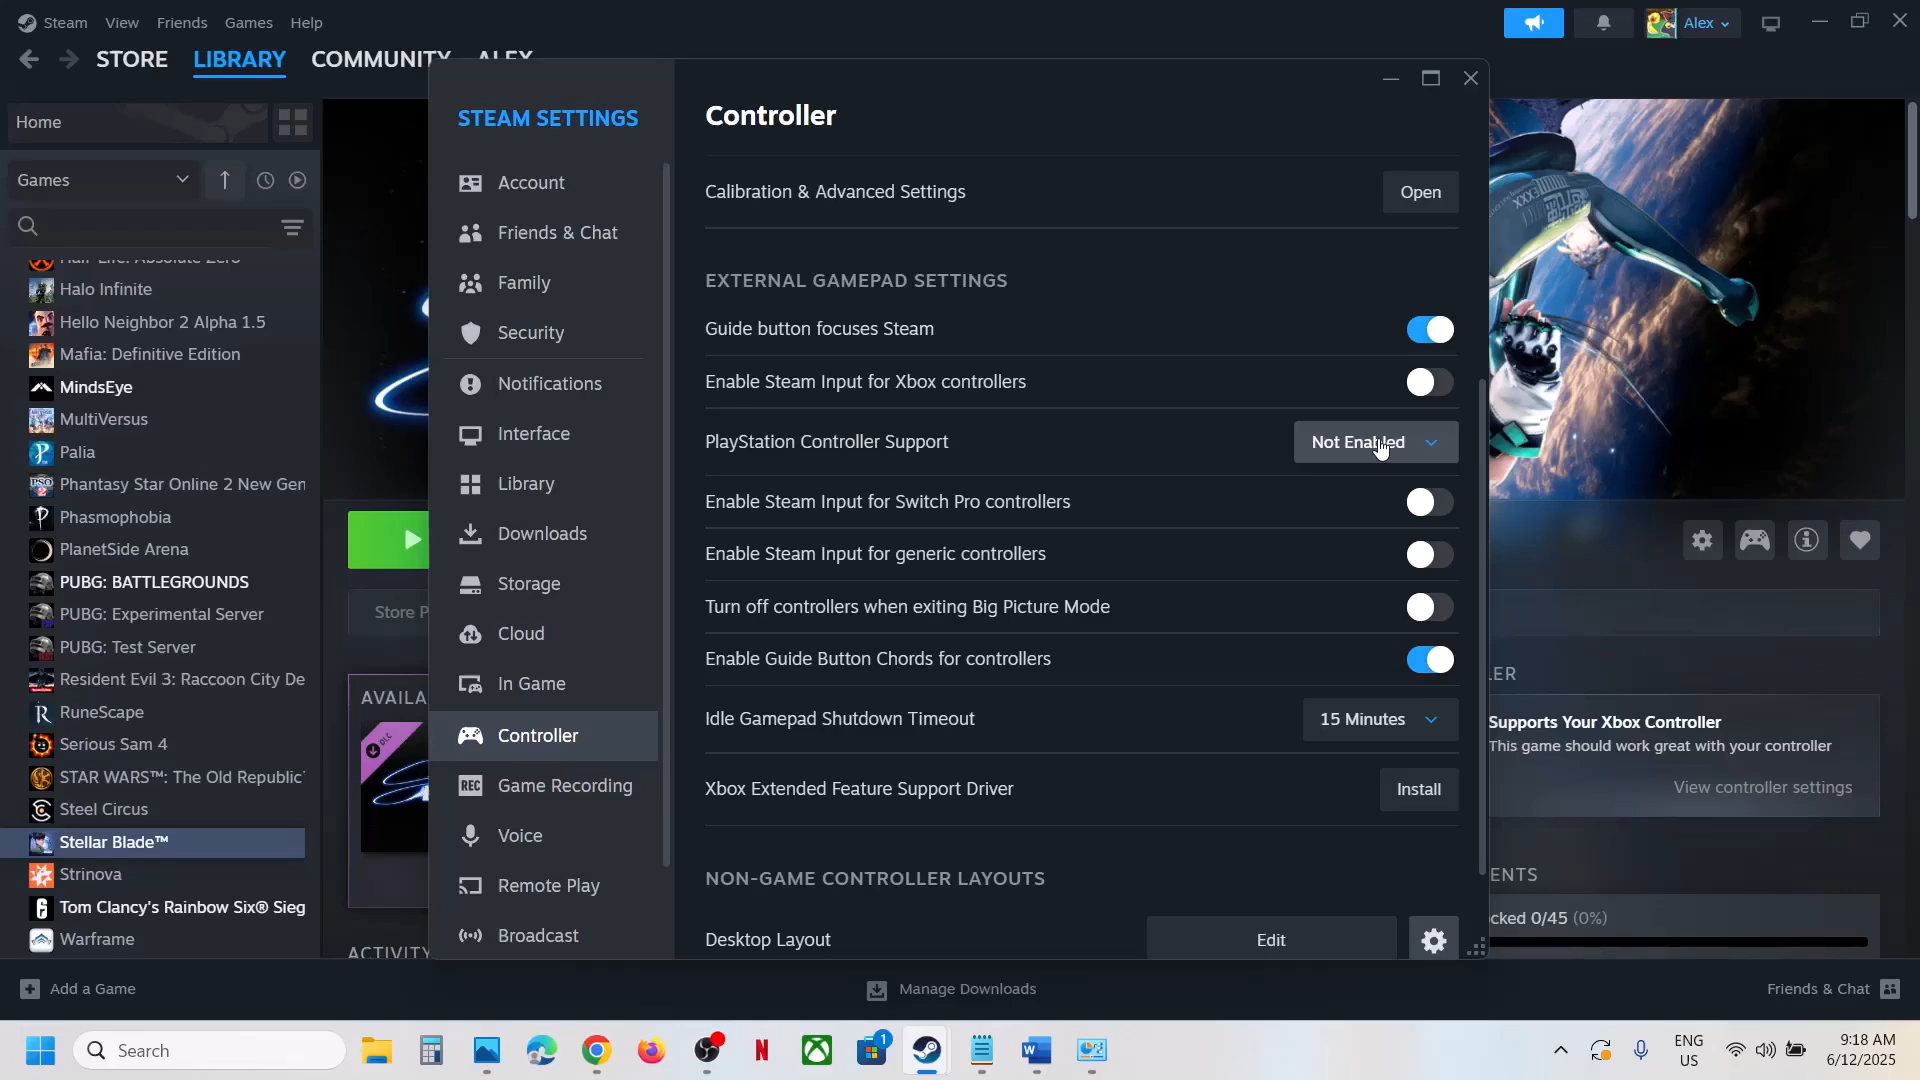 Steam View Friends Games Help
Alex
STORE LIBRARY COMMUNITY ALEX
Home
Games
Half-Life: Absolute Zero
Halo Infinite
Hello Neighbor 2 Alpha 1.5
Mafia: Definitive Edition
MindsEye
MultiVersus
Palia
Phantasy Star Online 2 New Gen
Phasmophobia
PlanetSide Arena
PUBG: BATTLEGROUNDS
PUBG: Experimental Server
PUBG: Test Server
Resident Evil 3: Raccoon City De
RuneScape
Serious Sam 4
STAR WARS™: The Old Republic
Steel Circus
Stellar Blade™
Strinova
Tom Clancy's Rainbow Six® Sieg
Warframe
Store P
AVAILA
DLC
ACTIVITY
STEAM SETTINGS
Account
Friends & Chat
Family
Security
Notifications
Interface
Library
Downloads
Storage
Cloud
In Game
Controller
REC Game Recording
Voice
Remote Play
Broadcast
Controller
Calibration & Advanced Settings Open
EXTERNAL GAMEPAD SETTINGS
Guide button focuses Steam
Enable Steam Input for Xbox controllers
PlayStation Controller Support Not Enabled
Enable Steam Input for Switch Pro controllers
Enable Steam Input for generic controllers
Turn off controllers when exiting Big Picture Mode
Enable Guide Button Chords for controllers
Idle Gamepad Shutdown Timeout 15 Minutes
Xbox Extended Feature Support Driver Install
NON-GAME CONTROLLER LAYOUTS
Desktop Layout Edit
LER
Supports Your Xbox Controller
This game should work great with your controller
View controller settings
ENTS
cked 0/45 (0%)
Add a Game
Manage Downloads
Friends & Chat
Search
1
ENG
US
9:18 AM
6/12/2025